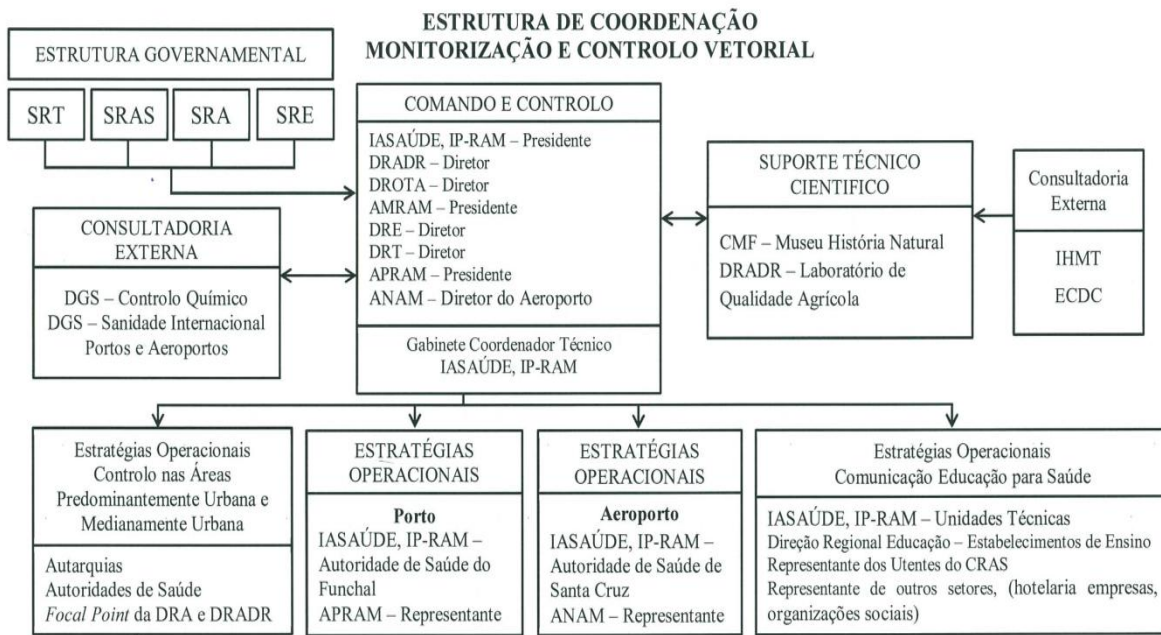 ESTRUTURA DE COORDENAÇÃO
MONITORIZAÇÃO E CONTROLO VETORIAL
ESTRUTURA GOVERNAMENTAL
SRT
SRAS
SRA
SRE
COMANDO E CONTROLO
IASAÚDE, IP-RAM – Presidente
DRADR – Diretor
DROTA – Diretor
AMRAM – Presidente
DRE – Diretor
DRT – Diretor
APRAM – Presidente
ANAM – Diretor do Aeroporto
Gabinete Coordenador Técnico
IASAÚDE, IP-RAM
CONSULTADORIA
EXTERNA
DGS – Controlo Químico
DGS – Sanidade Internacional
Portos e Aeroportos
SUPORTE TÉCNICO
CIENTIFICO
CMF – Museu História Natural
DRADR – Laboratório de
Qualidade Agrícola
Consultadoria
Externa
IHMT
ECDC
Estratégias Operacionais
Controlo nas Áreas
Predominantemente Urbana e
Medianamente Urbana
Autarquias
Autoridades de Saúde
Focal Point da DRA e DRADR
ESTRATÉGIAS
OPERACIONAIS
Porto
IASAÚDE, IP-RAM –
Autoridade de Saúde do
Funchal
APRAM – Representante
ESTRATÉGIAS
OPERACIONAIS
Aeroporto
IASAÚDE, IP-RAM –
Autoridade de Saúde de
Santa Cruz
ANAM – Representante
Estratégias Operacionais
Comunicação Educação para Saúde
IASAÚDE, IP-RAM – Unidades Técnicas
Direção Regional Educação – Estabelecimentos de Ensino
Representante dos Utentes do CRAS
Representante de outros setores, (hotelaria empresas,
organizações sociais)